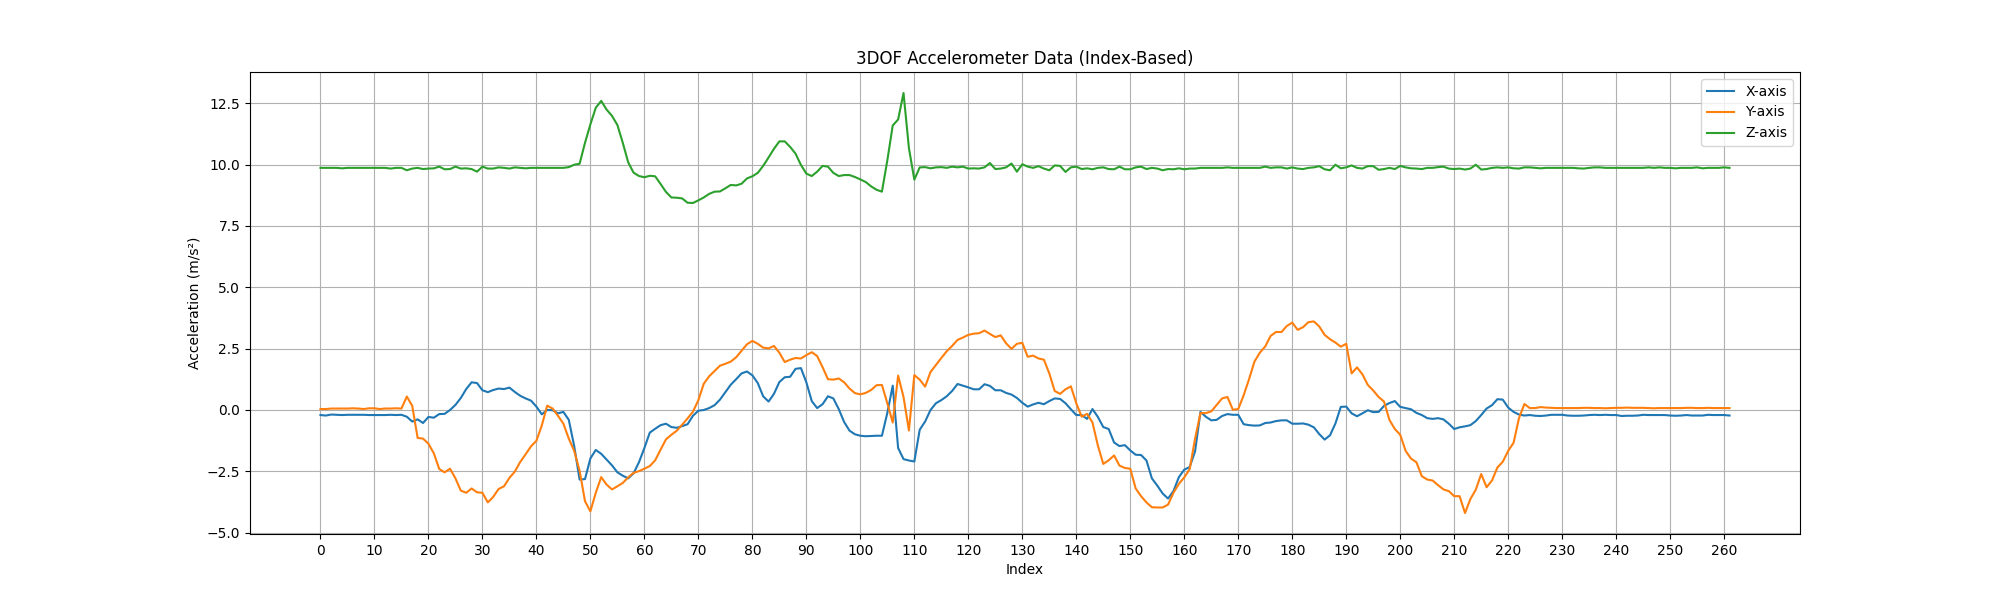 3DOF Accelerometer Data (Index-Based)
X-axis
Y-axis
Z-axis
12.5
10.0
7.5
5.0
2.5
0.0
−2.5
−5.0
Acceleration (m/s²)
0 10 20 30 40 50 60 70 80 90 100 110 120 130 140 150 160 170 180 190 200 210 220 230 240 250 260
Index